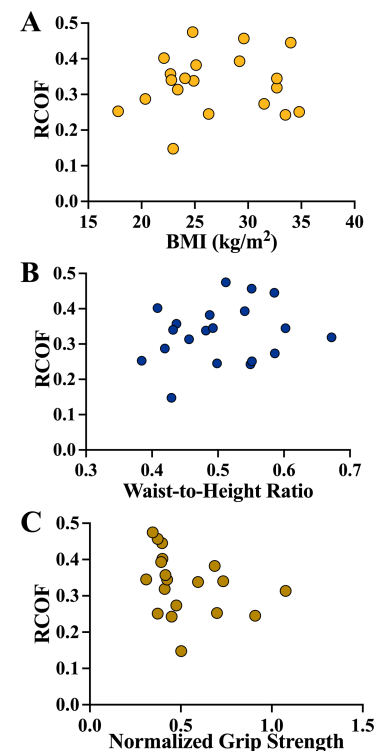 A
0.5
0.4
0.3
0.2
0.1
0.0
RCOF
15 20 25 30 35 40
BMI (kg/m²)
B
0.5
0.4
0.3
0.2
0.1
0.0
RCOF
0.3 0.4 0.5 0.6 0.7
Waist-to-Height Ratio
C
0.5
0.4
0.3
0.2
0.1
0.0
RCOF
0.0 0.5 1.0 1.5
Normalized Grip Strength